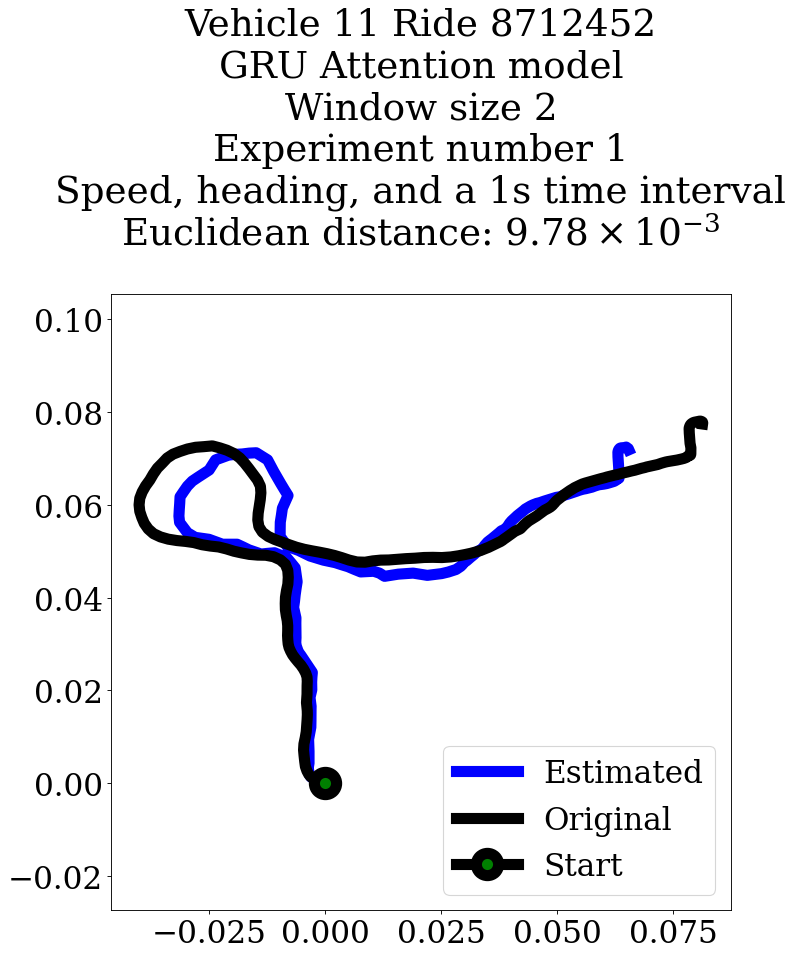 Vehicle 11 Ride 8712452
GRU Attention model
Window size 2
Experiment number 1
Speed, heading, and a 1s time interval
Euclidean distance: 9.78 × 10⁻³
0.10
0.08
0.06
0.04
0.02
0.00
−0.02
Estimated
Original
Start
−0.025 0.000 0.025 0.050 0.075